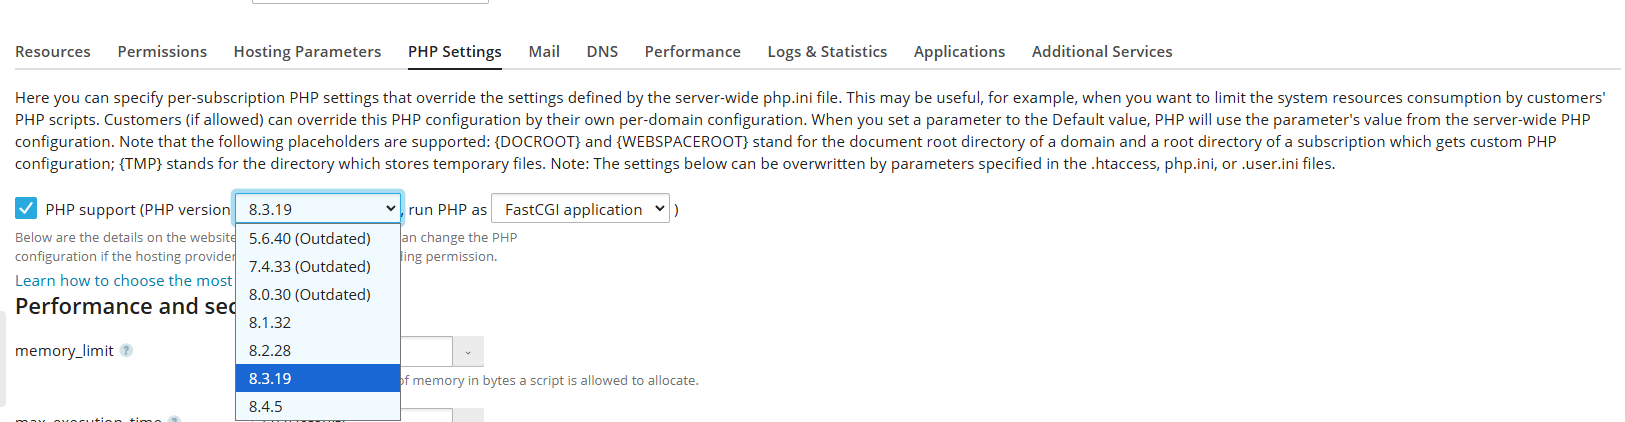 Resources Permissions Hosting Parameters PHP Settings Mail DNS Performance Logs & Statistics Applications Additional Services
Here you can specify per-subscription PHP settings that override the settings defined by the server-wide php.ini file. This may be useful, for example, when you want to limit the system resources consumption by customers'
PHP scripts. Customers (if allowed) can override this PHP configuration by their own per-domain configuration. When you set a parameter to the Default value, PHP will use the parameter's value from the server-wide PHP
configuration. Note that the following placeholders are supported: {DOCROOT} and {WEBSPACEROOT} stand for the document root directory of a domain and a root directory of a subscription which gets custom PHP
configuration; {TMP} stands for the directory which stores temporary files. Note: The settings below can be overwritten by parameters specified in the .htaccess, php.ini, or .user.ini files.
PHP support (PHP version 8.3.19 , run PHP as FastCGI application )
Below are the details on the website an change the PHP
configuration if the hosting provider ing permission.
Learn how to choose the most
5.6.40 (Outdated)
7.4.33 (Outdated)
8.0.30 (Outdated)
8.1.32
8.2.28
8.3.19
8.4.5
Performance and sec
memory_limit ?
of memory in bytes a script is allowed to allocate.
max_execution_time